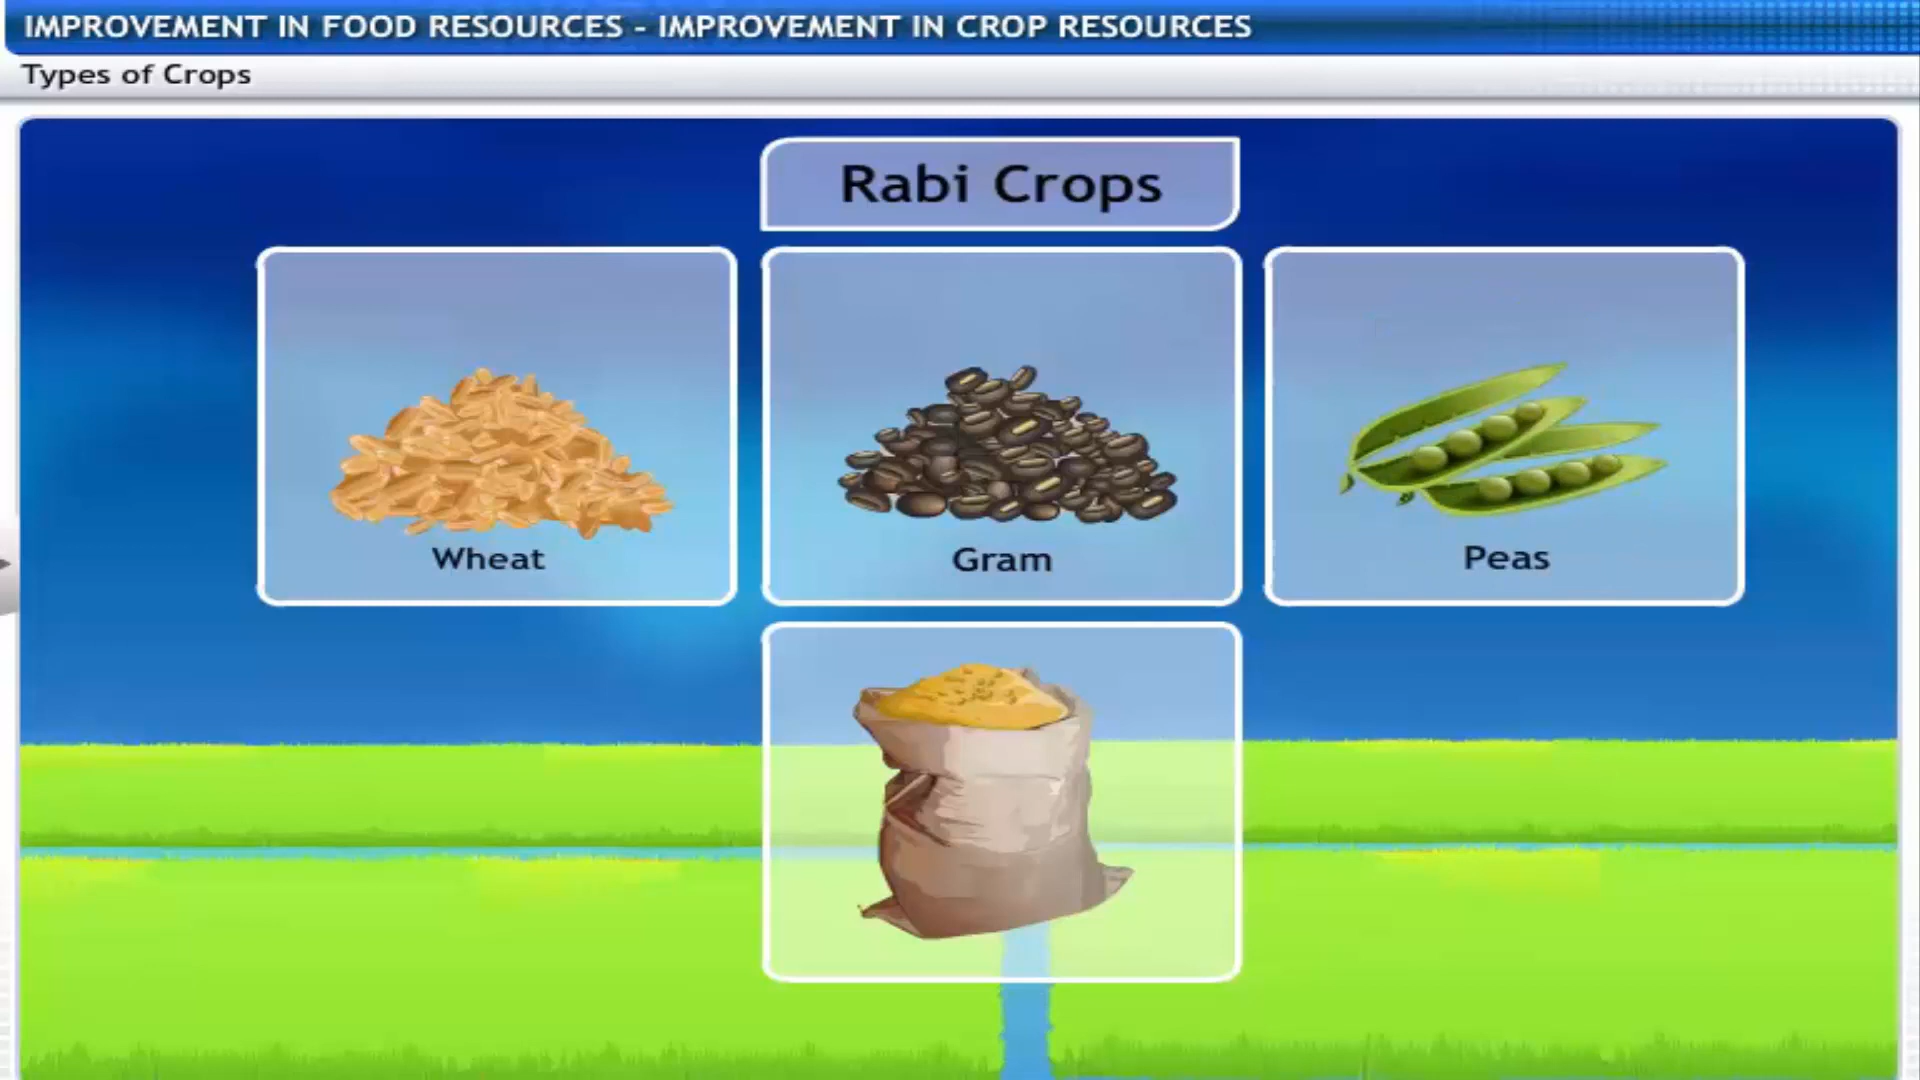 IMPROVEMENT IN FOOD RESOURCES - IMPROVEMENT IN CROP RESOURCES
Types of Crops
Rabi Crops
Wheat
Gram
Peas